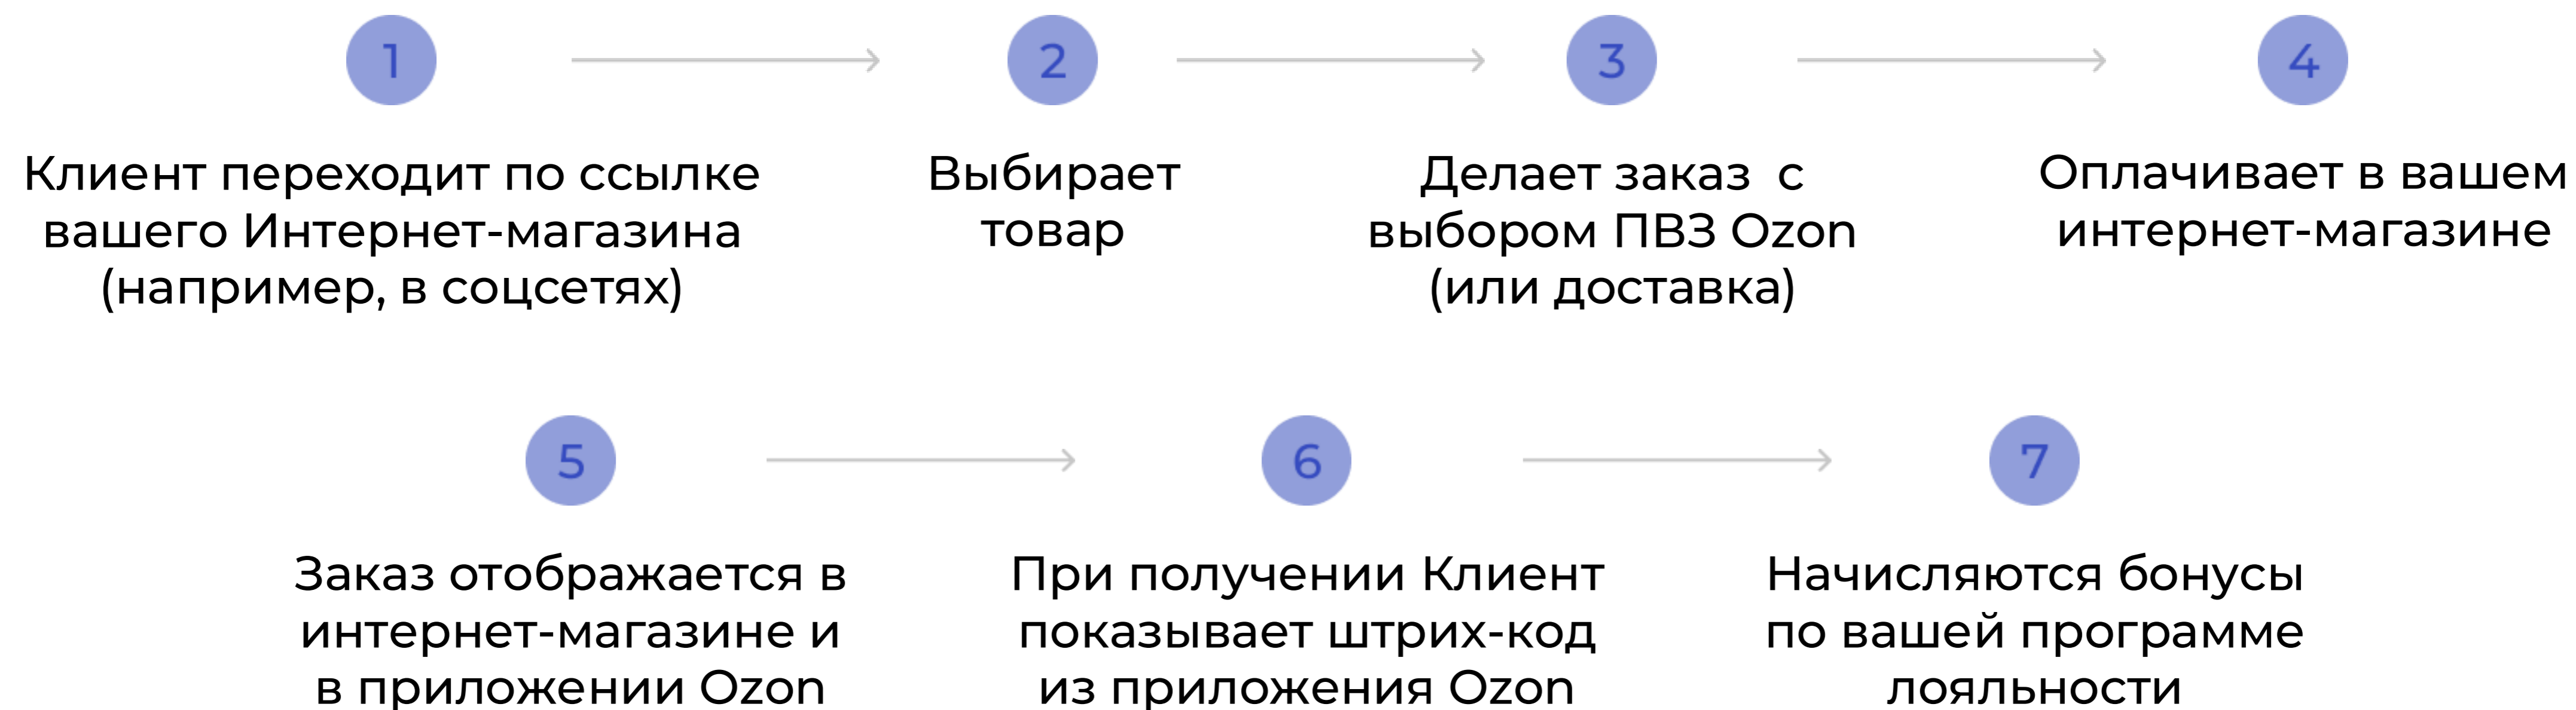 1
2
3
4
Клиент переходит по ссылке
вашего Интернет-магазина
(например, в соцсетях)
Выбирает
товар
Делает заказ  с
выбором ПВЗ Ozon
(или доставка)
Оплачивает в вашем
интернет-магазине
5
6
7
Заказ отображается в
интернет-магазине и
в приложении Ozon
При получении Клиент
показывает штрих-код
из приложения Ozon
Начисляются бонусы
по вашей программе
лояльности